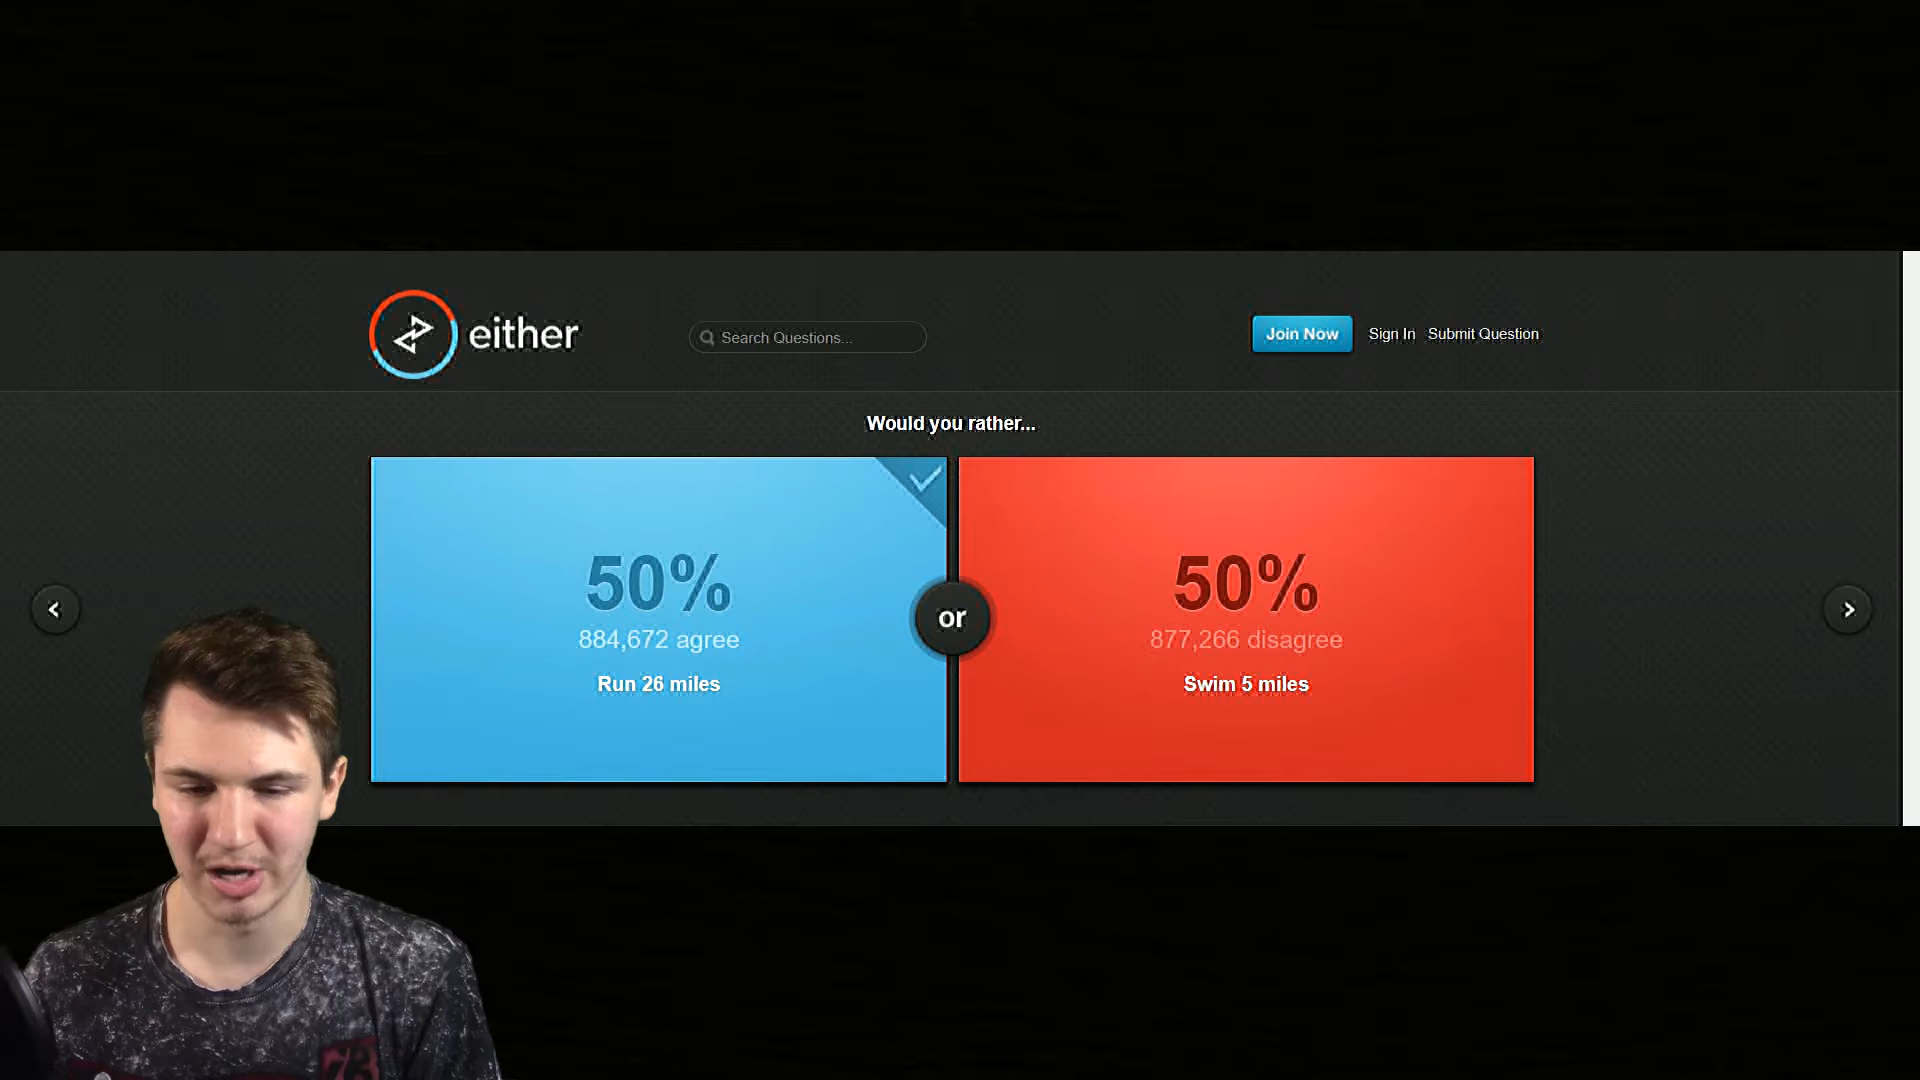 either
Search Questions...
Join Now
Sign In
Submit Question
Would you rather...
50%
884,672 agree
Run 26 miles
or
50%
877,266 disagree
Swim 5 miles